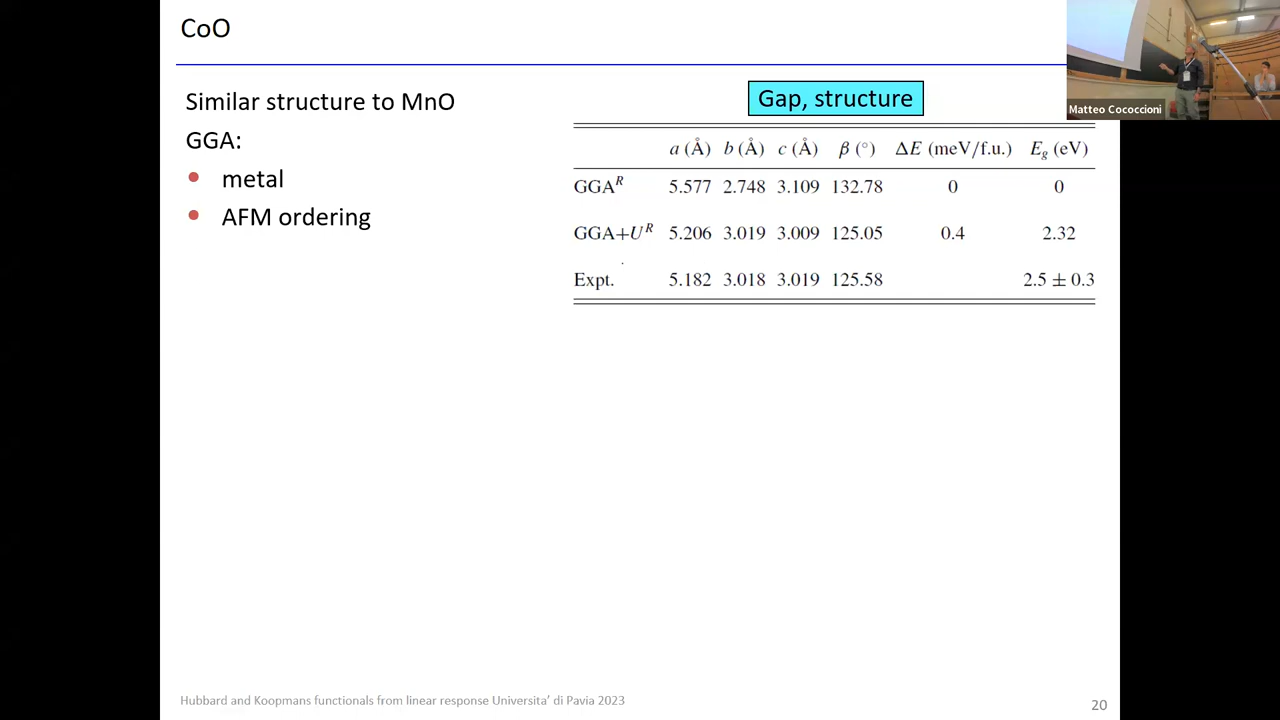 CoO
Similar structure to MnO
GGA:
• metal
• AFM ordering
Gap, structure
a (Å) b (Å) c (Å) β (°) ΔE (meV/f.u.) E_g (eV)
GGA^R 5.577 2.748 3.109 132.78 0 0
GGA+U^R 5.206 3.019 3.009 125.05 0.4 2.32
Expt. 5.182 3.018 3.019 125.58 2.5 ± 0.3
Matteo Cococcioni
Hubbard and Koopmans functionals from linear response Universita’ di Pavia 2023
20